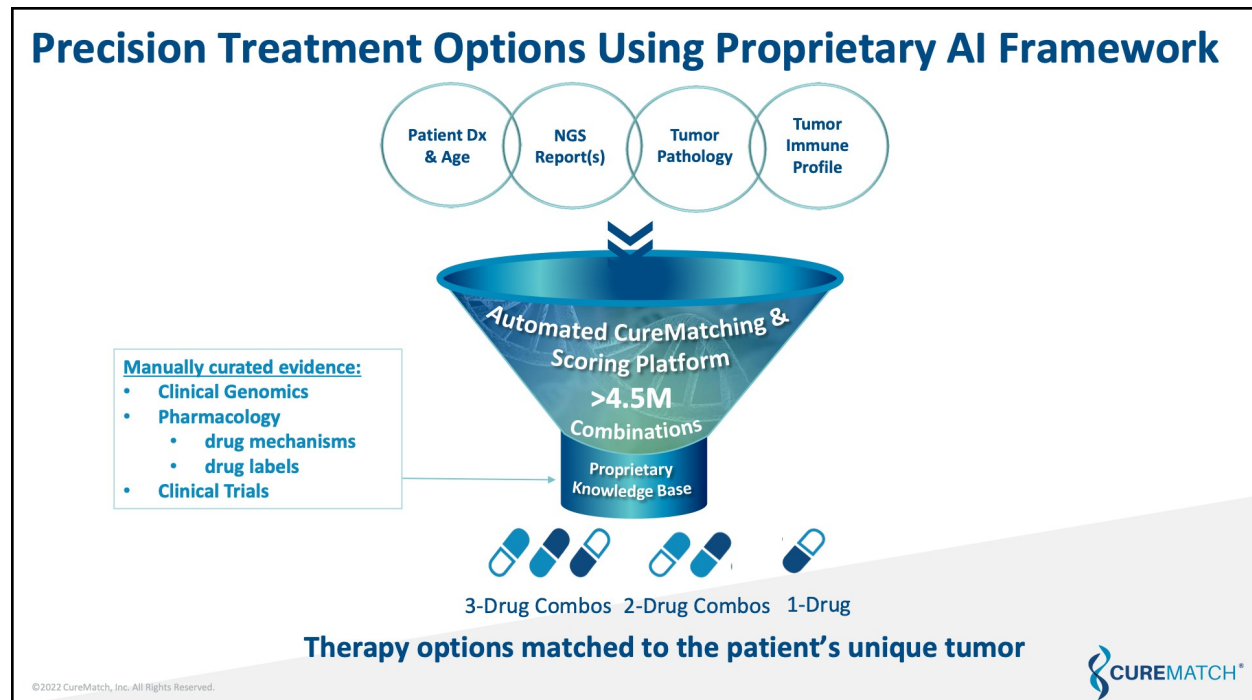 Precision Treatment Options Using Proprietary AI Framework
Patient Dx
& Age
NGS
Report(s)
Tumor
Pathology
Tumor
Immune
Profile
Automated CureMatching &
Scoring Platform
>4.5M
Combinations
Proprietary
Knowledge Base
Manually curated evidence:
• Clinical Genomics
• Pharmacology
• drug mechanisms
• drug labels
• Clinical Trials
3-Drug Combos 2-Drug Combos 1-Drug
Therapy options matched to the patient’s unique tumor
©2022 CureMatch, Inc. All Rights Reserved.
CUREMATCH®